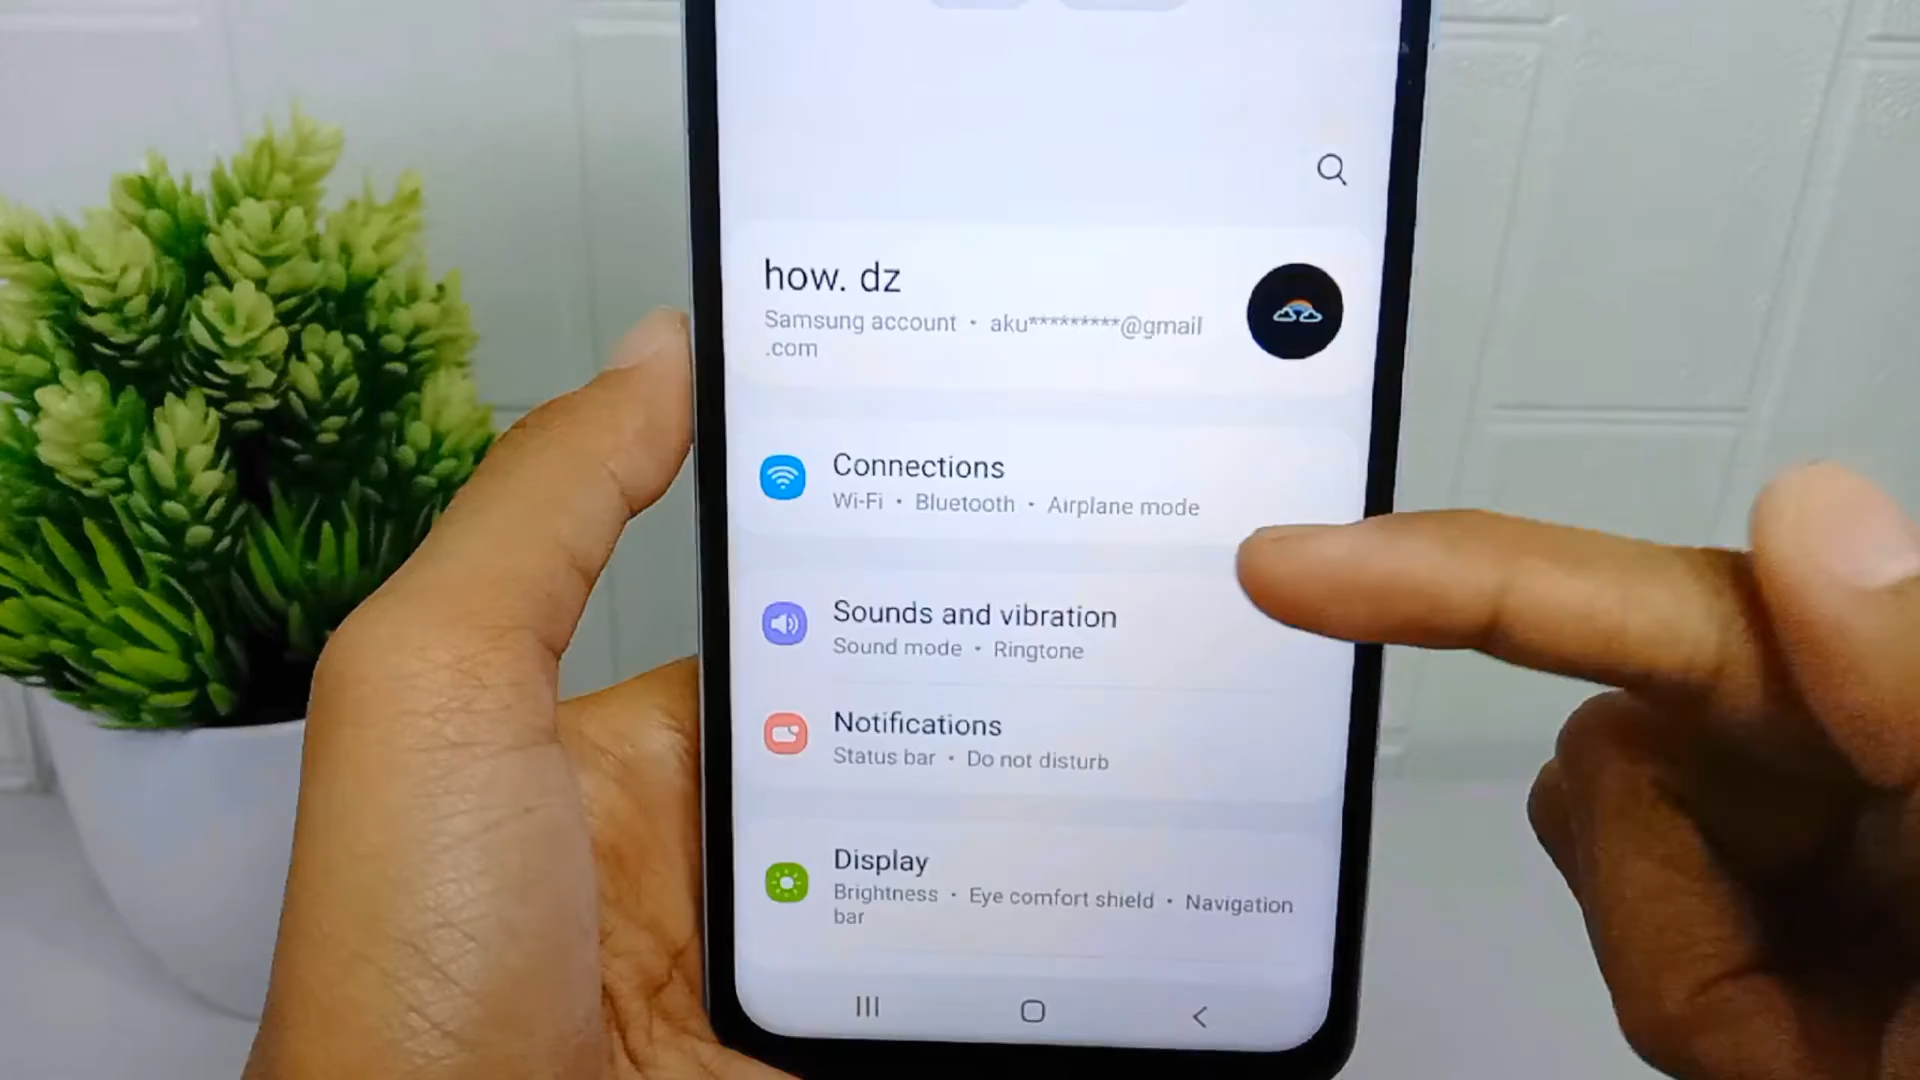 how. dz
Samsung account • aku*********@gmail
.com
Connections
Wi-Fi • Bluetooth • Airplane mode
Sounds and vibration
Sound mode • Ringtone
Notifications
Status bar • Do not disturb
Display
Brightness • Eye comfort shield • Navigation
bar